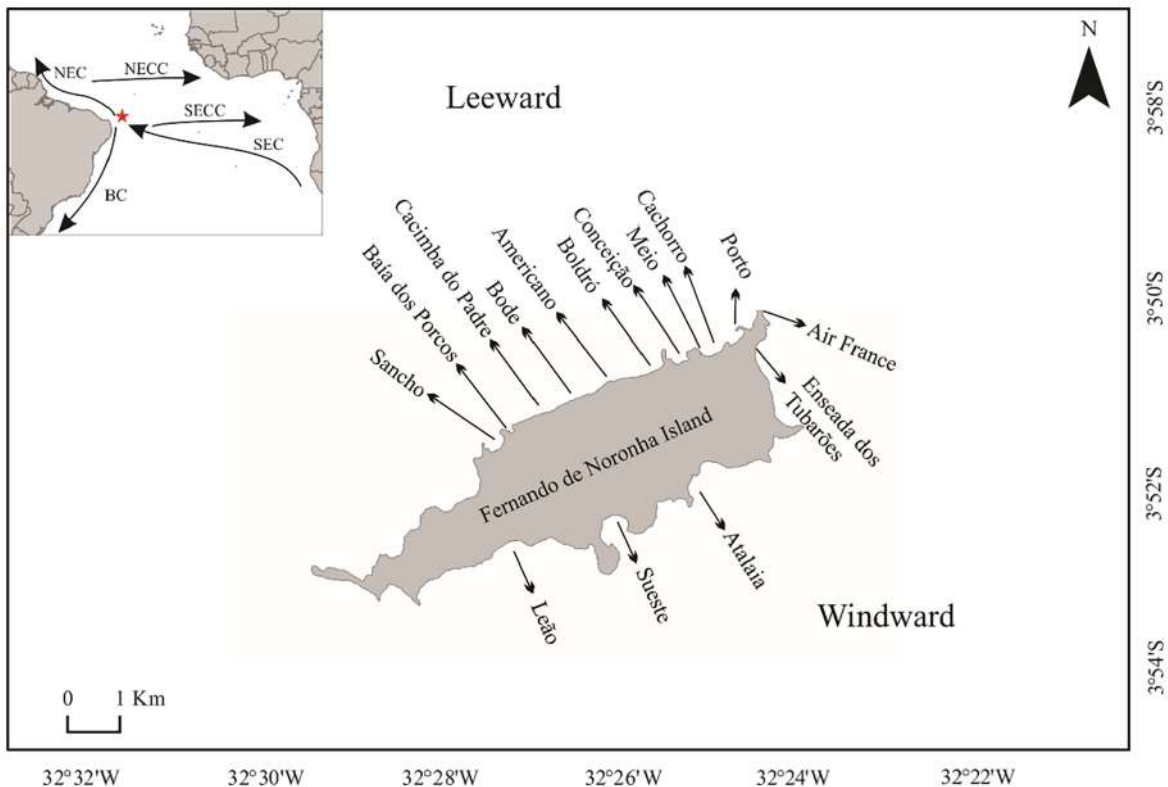 N
NEC
NECC
SECC
SEC
BC
Leeward
3°58'S
Sancho
Baía dos Porcos
Cacimba do Padre
Bode
Americano
Boldró
Conceição
Meio
Cachorro
Porto
Air France
3°50'S
Enseada dos
Tubarões
Fernando de Noronha Island
3°52'S
Atalaia
Sueste
Leão
Windward
3°54'S
0 1 Km
32°32'W 32°30'W 32°28'W 32°26'W 32°24'W 32°22'W